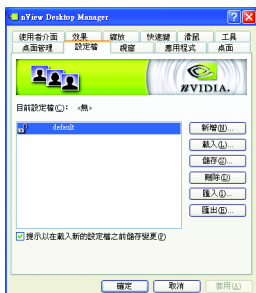 nView Desktop Manager
使用者介面 效果 縮放 快速鍵 滑鼠 工具
桌面管理 設定檔 視窗 應用程式 桌面
nVIDIA.
目前設定檔(C): <無>
default
新增(N)...
載入(L)...
儲存(S)...
刪除(D)
匯入(I)...
匯出(E)...
提示以在載入新的設定檔之前儲存變更(P)
確定 取消 套用(A)